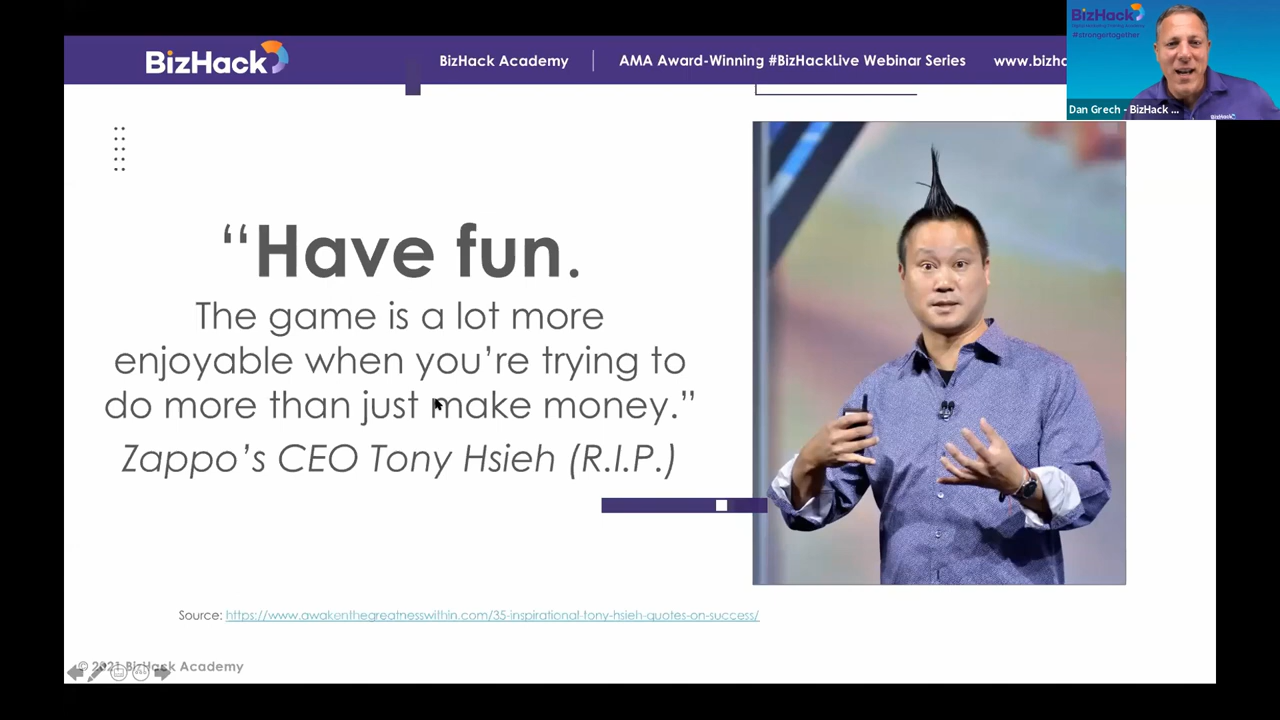 BizHack
BizHack Academy
AMA Award-Winning #BizHackLive Webinar Series
www.bizha
BizHack
#strongertogether
Dan Grech - BizHack ...
BizHack
“Have fun.
The game is a lot more
enjoyable when you’re trying to
do more than just make money.”
Zappo’s CEO Tony Hsieh (R.I.P.)
Source: https://www.awakenthegreatnesswithin.com/35-inspirational-tony-hsieh-quotes-on-success/
© 2021 BizHack Academy